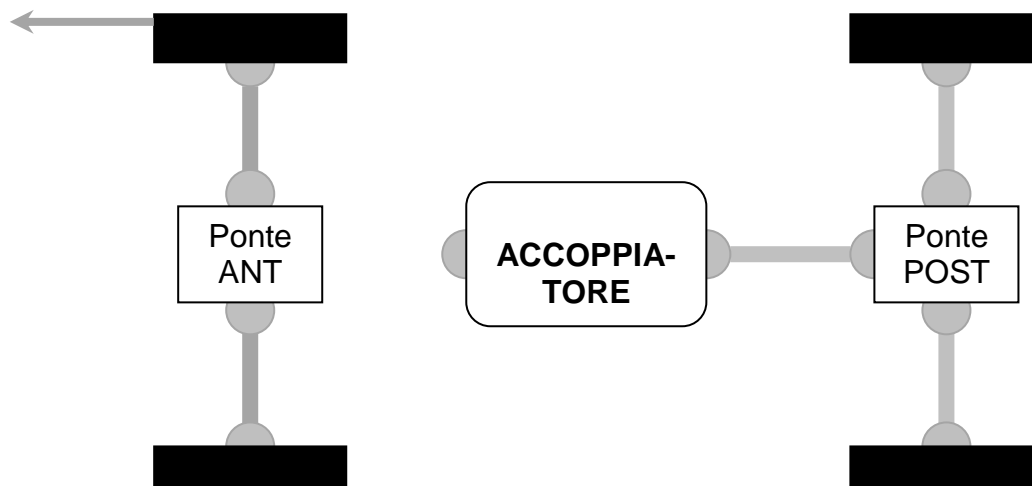 Ponte
ANT
ACCOPPIA-
TORE
Ponte
POST